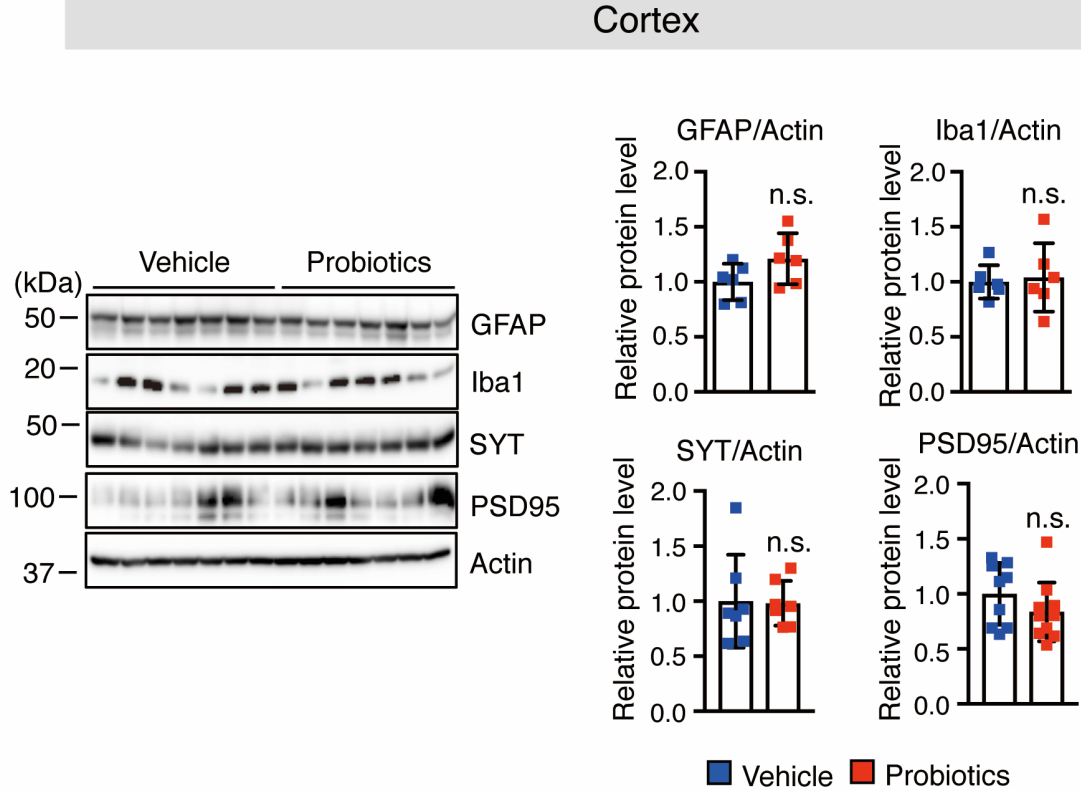 Cortex
Vehicle Probiotics
(kDa)
50 GFAP
20 Iba1
50 SYT
100 PSD95
37 Actin
GFAP/Actin
Relative protein level
2.0
1.5
1.0
0.5
0.0
n.s.
Iba1/Actin
Relative protein level
2.0
1.5
1.0
0.5
0.0
n.s.
SYT/Actin
Relative protein level
2.0
1.5
1.0
0.5
0.0
n.s.
PSD95/Actin
Relative protein level
2.0
1.5
1.0
0.5
0.0
n.s.
Vehicle Probiotics